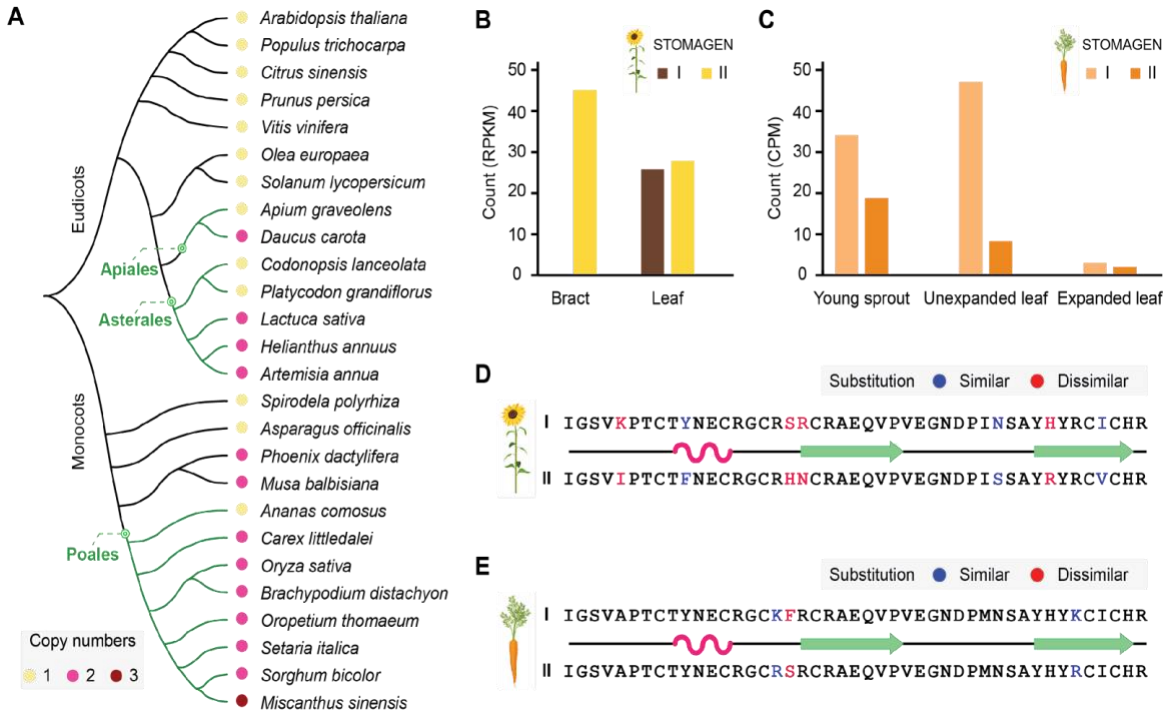 A
Arabidopsis thaliana
Populus trichocarpa
Citrus sinensis
Prunus persica
Vitis vinifera
Olea europaea
Solanum lycopersicum
Apium graveolens
Daucus carota
Codonopsis lanceolata
Platycodon grandiflorus
Lactuca sativa
Helianthus annuus
Artemisia annua
Spirodela polyrhiza
Asparagus officinalis
Phoenix dactylifera
Musa balbisiana
Ananas comosus
Carex littledalei
Oryza sativa
Brachypodium distachyon
Oropetium thomaeum
Setaria italica
Sorghum bicolor
Miscanthus sinensis
Eudicots
Monocots
Apiales
Asterales
Poales
Copy numbers
1 2 3
B
STOMAGEN
I II
Count (RPKM)
50
40
30
20
10
0
Bract Leaf
C
STOMAGEN
I II
Count (CPM)
50
40
30
20
10
0
Young sprout Unexpanded leaf Expanded leaf
D
Substitution Similar Dissimilar
I IGSVKPTCTYNECRGCRSRCRAEQVPVEGNDPINSAYHYRCICHR
II IGSVIPTCTFNECRGCRHNCRAEQVPVEGNDPISSAYRYRCVCHR
E
Substitution Similar Dissimilar
I IGSVAPTCTYNECRGCKFRCRAEQVPVEGNDPMNSAYHYKCICHR
II IGSVAPTCTYNECRGCRSRCRAEQVPVEGNDPMNSAYHYRCICHR